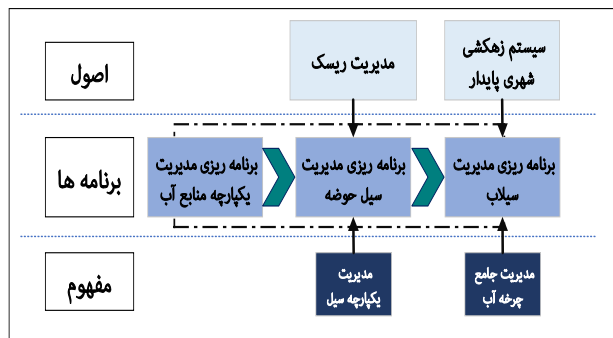 اصول
مدیریت ریسک
سیستم زهکشی
شهری پایدار
برنامه ها
برنامه ریزی مدیریت
یکپارچه منابع آب
برنامه ریزی مدیریت
سیل حوضه
برنامه ریزی مدیریت
سیلاب
مفهوم
مدیریت
یکپارچه سیل
مدیریت جامع
چرخه آب